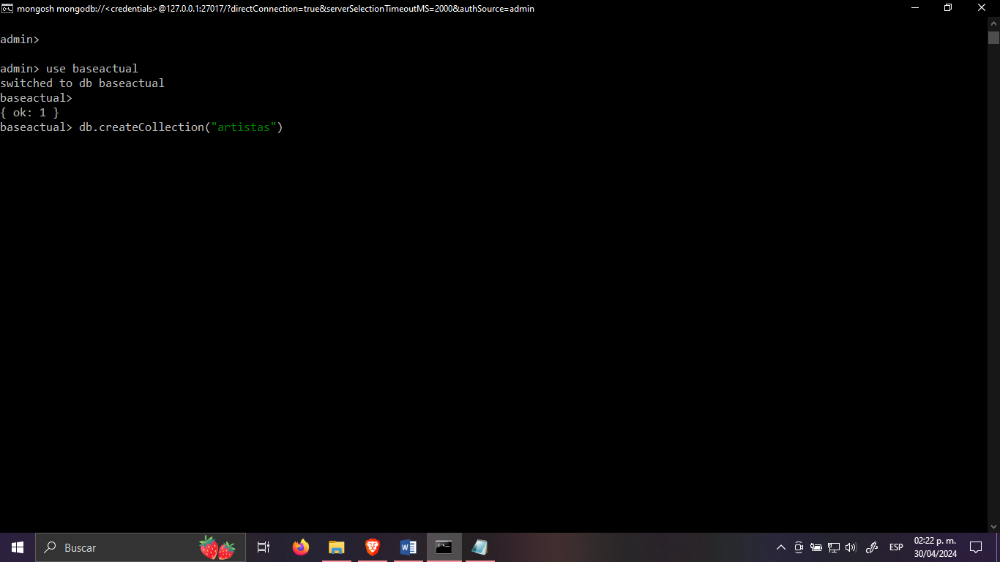 mongosh mongodb://<credentials>@127.0.0.1:27017/?directConnection=true&serverSelectionTimeoutMS=2000&authSource=admin
admin>
admin> use baseactual
switched to db baseactual
baseactual>
{ ok: 1 }
baseactual> db.createCollection("artistas")
Buscar
ESP
02:22 p. m.
30/04/2024